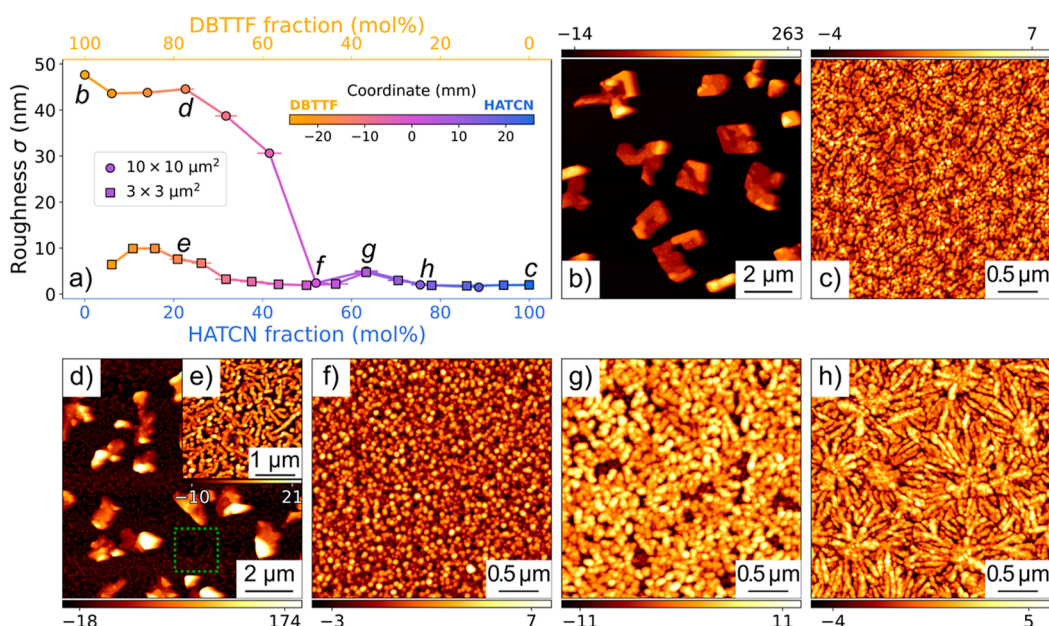 DBTTF fraction (mol%)
100 80 60 40 20 0
−14 263
−4 7
50
40
30
20
10
0
Roughness σ (nm)
b
d
e
f
g
h
c
Coordinate (mm)
DBTTF HATCN
−20 −10 0 10 20
10 × 10 μm²
3 × 3 μm²
a)
0 20 40 60 80 100
HATCN fraction (mol%)
b)
2 μm
c)
0.5 μm
d)
e)
1 μm
−10 21
2 μm
−18 174
f)
0.5 μm
−3 7
g)
0.5 μm
−11 11
h)
0.5 μm
−4 5